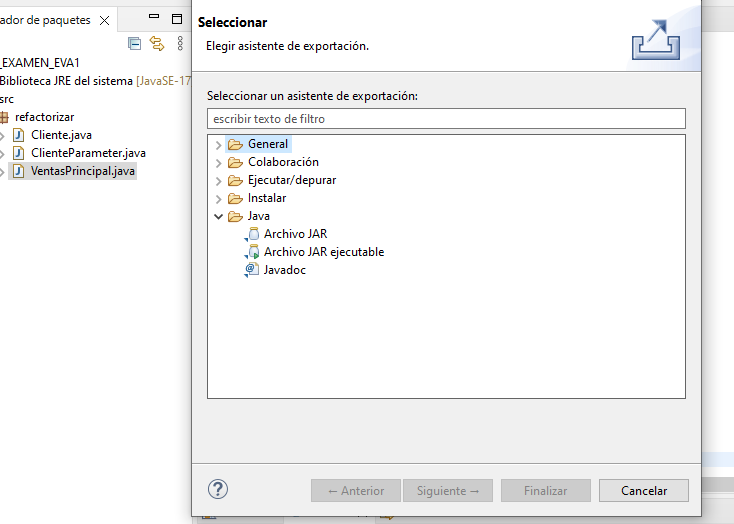 ador de paquetes
_EXAMEN_EVA1
Biblioteca JRE del sistema [JavaSE-17
src
refactorizar
Cliente.java
ClienteParameter.java
VentasPrincipal.java
Seleccionar
Elegir asistente de exportación.
Seleccionar un asistente de exportación:
escribir texto de filtro
General
Colaboración
Ejecutar/depurar
Instalar
Java
Archivo JAR
Archivo JAR ejecutable
Javadoc
← Anterior
Siguiente →
Finalizar
Cancelar